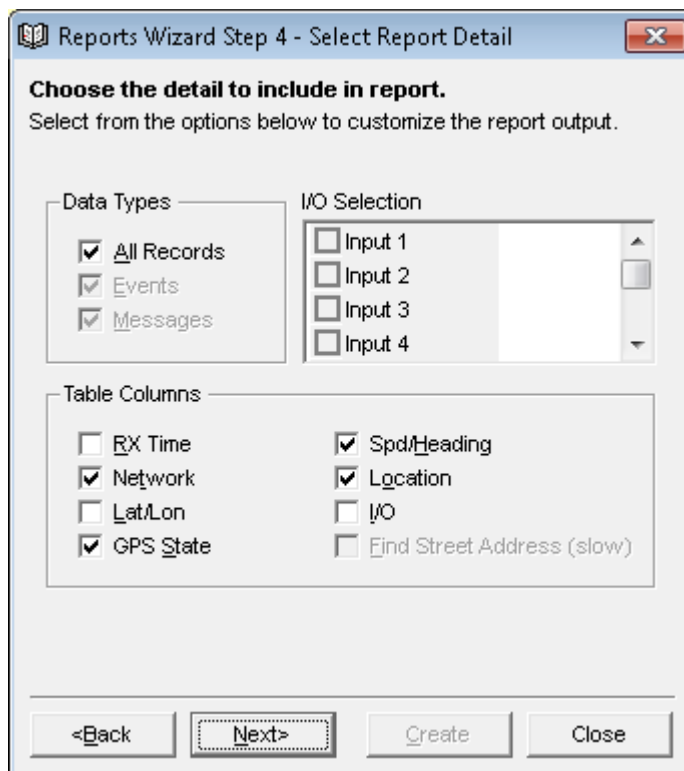 Reports Wizard Step 4 - Select Report Detail
Choose the detail to include in report.
Select from the options below to customize the report output.
Data Types
All Records
Events
Messages
I/O Selection
Input 1
Input 2
Input 3
Input 4
Table Columns
RX Time
Network
Lat/Lon
GPS State
Spd/Heading
Location
I/O
Find Street Address (slow)
<Back
Next>
Create
Close